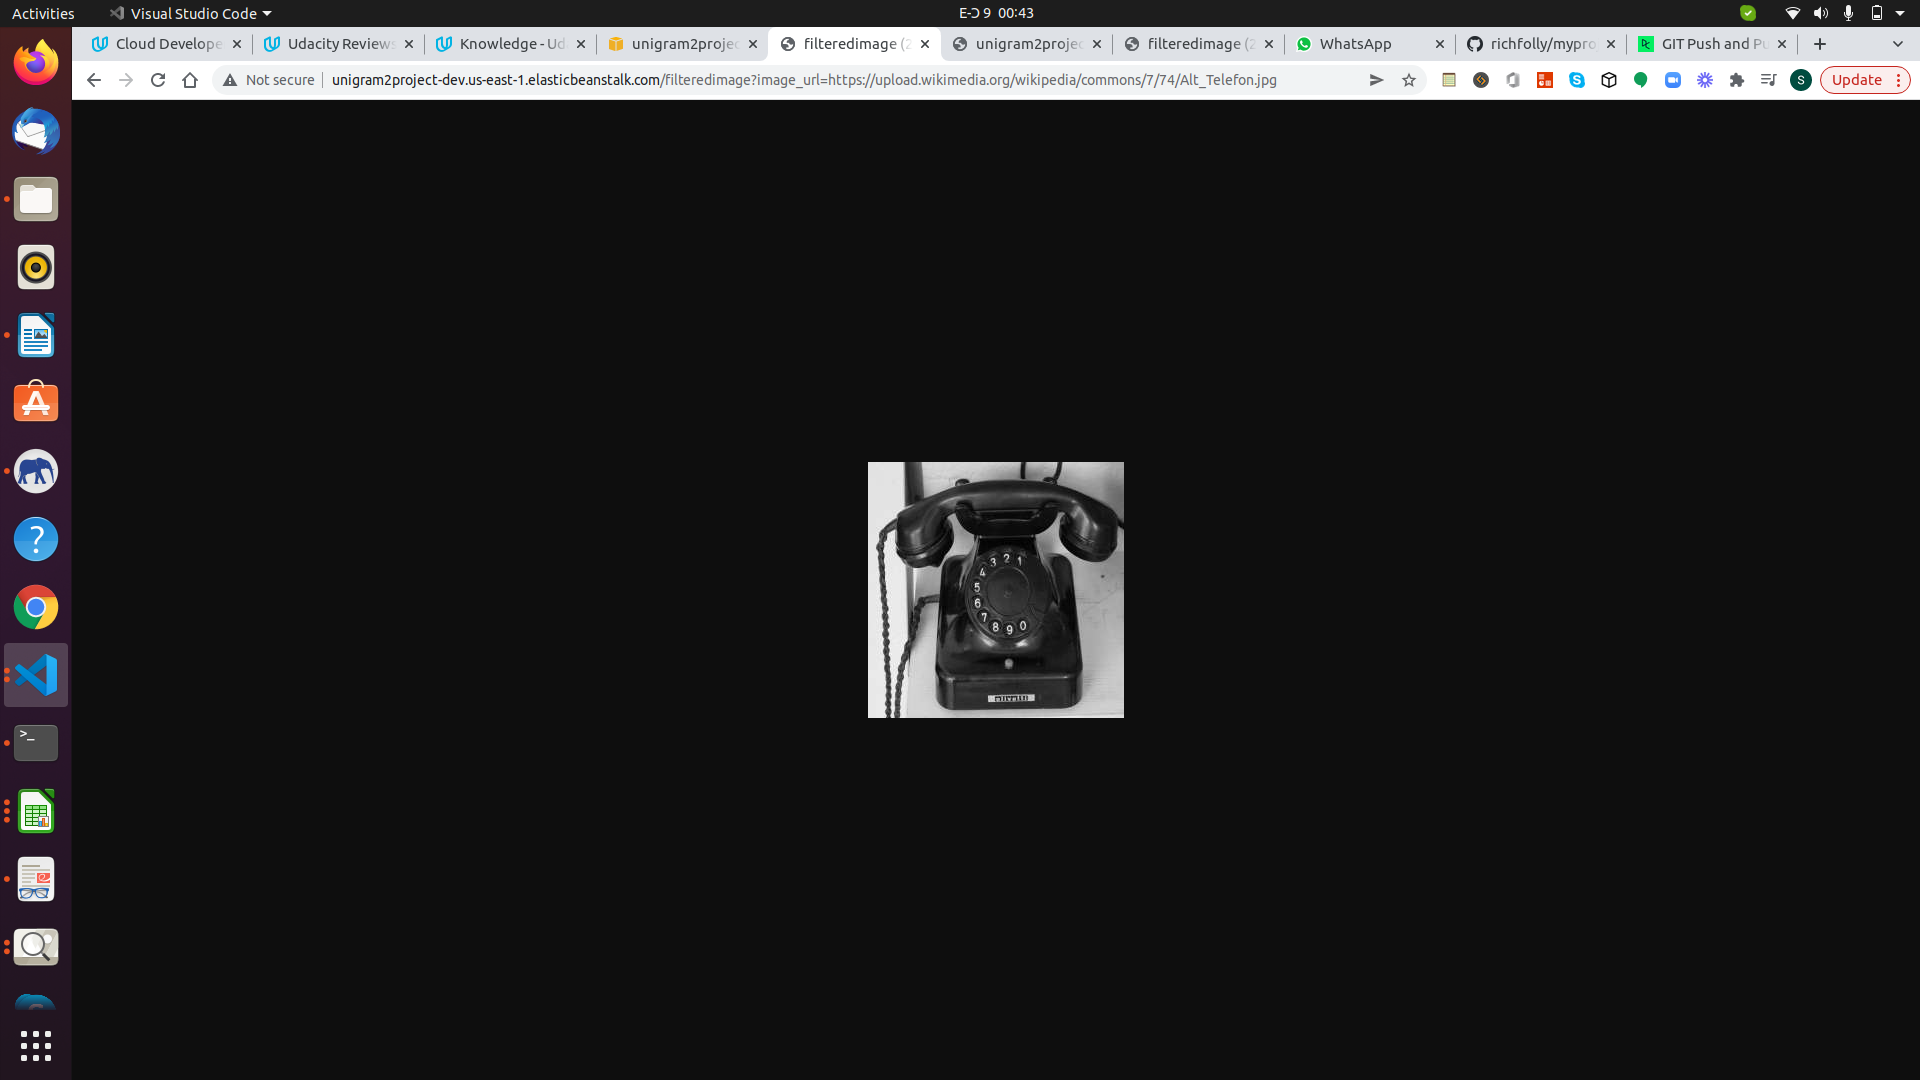 Activities
Visual Studio Code
E-Ɔ 9 00:43
Cloud Develope
Udacity Reviews
Knowledge - Ud
unigram2projec
filteredimage (2
unigram2projec
filteredimage (2
WhatsApp
richfolly/mypro
GIT Push and Pu
Not secure
unigram2project-dev.us-east-1.elasticbeanstalk.com/filteredimage?image_url=https://upload.wikimedia.org/wikipedia/commons/7/74/Alt_Telefon.jpg
S
Update
1
2
3
4
5
6
7
8
9
0